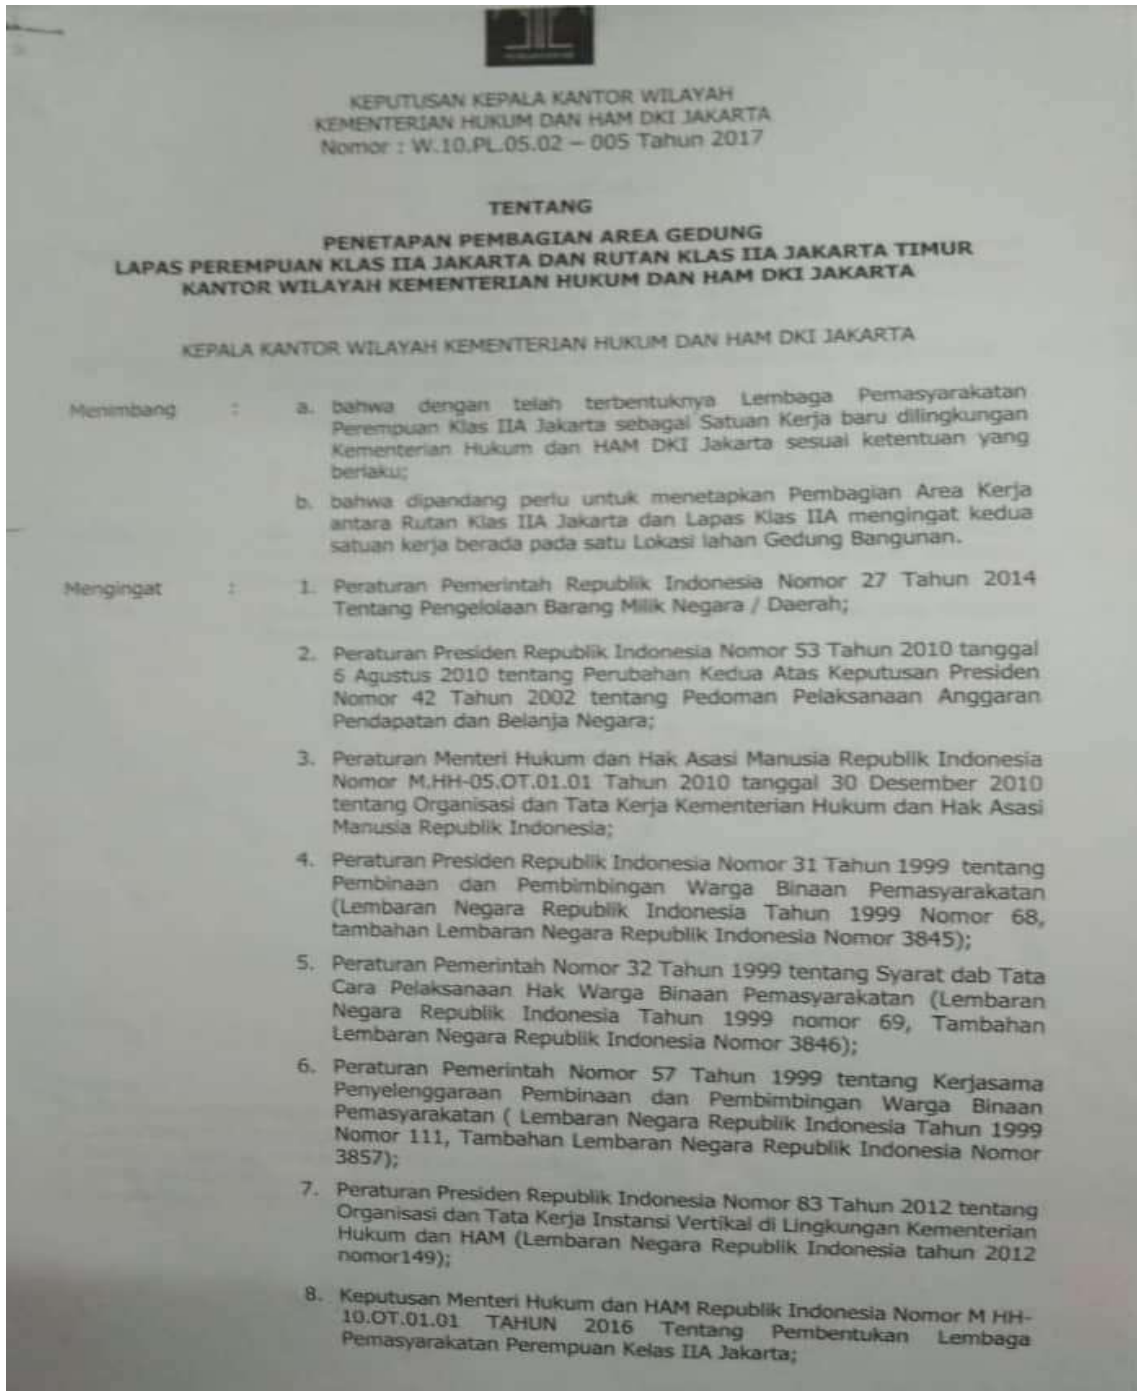 KEPUTUSAN KEPALA KANTOR WILAYAH
KEMENTERIAN HUKUM DAN HAM DKI JAKARTA
Nomor : W.10.PL.05.02 – 005 Tahun 2017
TENTANG
PENETAPAN PEMBAGIAN AREA GEDUNG
LAPAS PEREMPUAN KLAS IIA JAKARTA DAN RUTAN KLAS IIA JAKARTA TIMUR
KANTOR WILAYAH KEMENTERIAN HUKUM DAN HAM DKI JAKARTA
KEPALA KANTOR WILAYAH KEMENTERIAN HUKUM DAN HAM DKI JAKARTA
Menimbang : a. bahwa dengan telah terbentuknya Lembaga Pemasyarakatan
Perempuan Klas IIA Jakarta sebagai Satuan Kerja baru dilingkungan
Kementerian Hukum dan HAM DKI Jakarta sesuai ketentuan yang
berlaku;
b. bahwa dipandang perlu untuk menetapkan Pembagian Area Kerja
antara Rutan Klas IIA Jakarta dan Lapas Klas IIA mengingat kedua
satuan kerja berada pada satu Lokasi lahan Gedung Bangunan.
Mengingat : 1. Peraturan Pemerintah Republik Indonesia Nomor 27 Tahun 2014
Tentang Pengelolaan Barang Milik Negara / Daerah;
2. Peraturan Presiden Republik Indonesia Nomor 53 Tahun 2010 tanggal
6 Agustus 2010 tentang Perubahan Kedua Atas Keputusan Presiden
Nomor 42 Tahun 2002 tentang Pedoman Pelaksanaan Anggaran
Pendapatan dan Belanja Negara;
3. Peraturan Menteri Hukum dan Hak Asasi Manusia Republik Indonesia
Nomor M.HH-05.OT.01.01 Tahun 2010 tanggal 30 Desember 2010
tentang Organisasi dan Tata Kerja Kementerian Hukum dan Hak Asasi
Manusia Republik Indonesia;
4. Peraturan Presiden Republik Indonesia Nomor 31 Tahun 1999 tentang
Pembinaan dan Pembimbingan Warga Binaan Pemasyarakatan
(Lembaran Negara Republik Indonesia Tahun 1999 Nomor 68,
tambahan Lembaran Negara Republik Indonesia Nomor 3845);
5. Peraturan Pemerintah Nomor 32 Tahun 1999 tentang Syarat dab Tata
Cara Pelaksanaan Hak Warga Binaan Pemasyarakatan (Lembaran
Negara Republik Indonesia Tahun 1999 nomor 69, Tambahan
Lembaran Negara Republik Indonesia Nomor 3846);
6. Peraturan Pemerintah Nomor 57 Tahun 1999 tentang Kerjasama
Penyelenggaraan Pembinaan dan Pembimbingan Warga Binaan
Pemasyarakatan ( Lembaran Negara Republik Indonesia Tahun 1999
Nomor 111, Tambahan Lembaran Negara Republik Indonesia Nomor
3857);
7. Peraturan Presiden Republik Indonesia Nomor 83 Tahun 2012 tentang
Organisasi dan Tata Kerja Instansi Vertikal di Lingkungan Kementerian
Hukum dan HAM (Lembaran Negara Republik Indonesia tahun 2012
nomor149);
8. Keputusan Menteri Hukum dan HAM Republik Indonesia Nomor M HH-
10.OT.01.01 TAHUN 2016 Tentang Pembentukan Lembaga
Pemasyarakatan Perempuan Kelas IIA Jakarta;